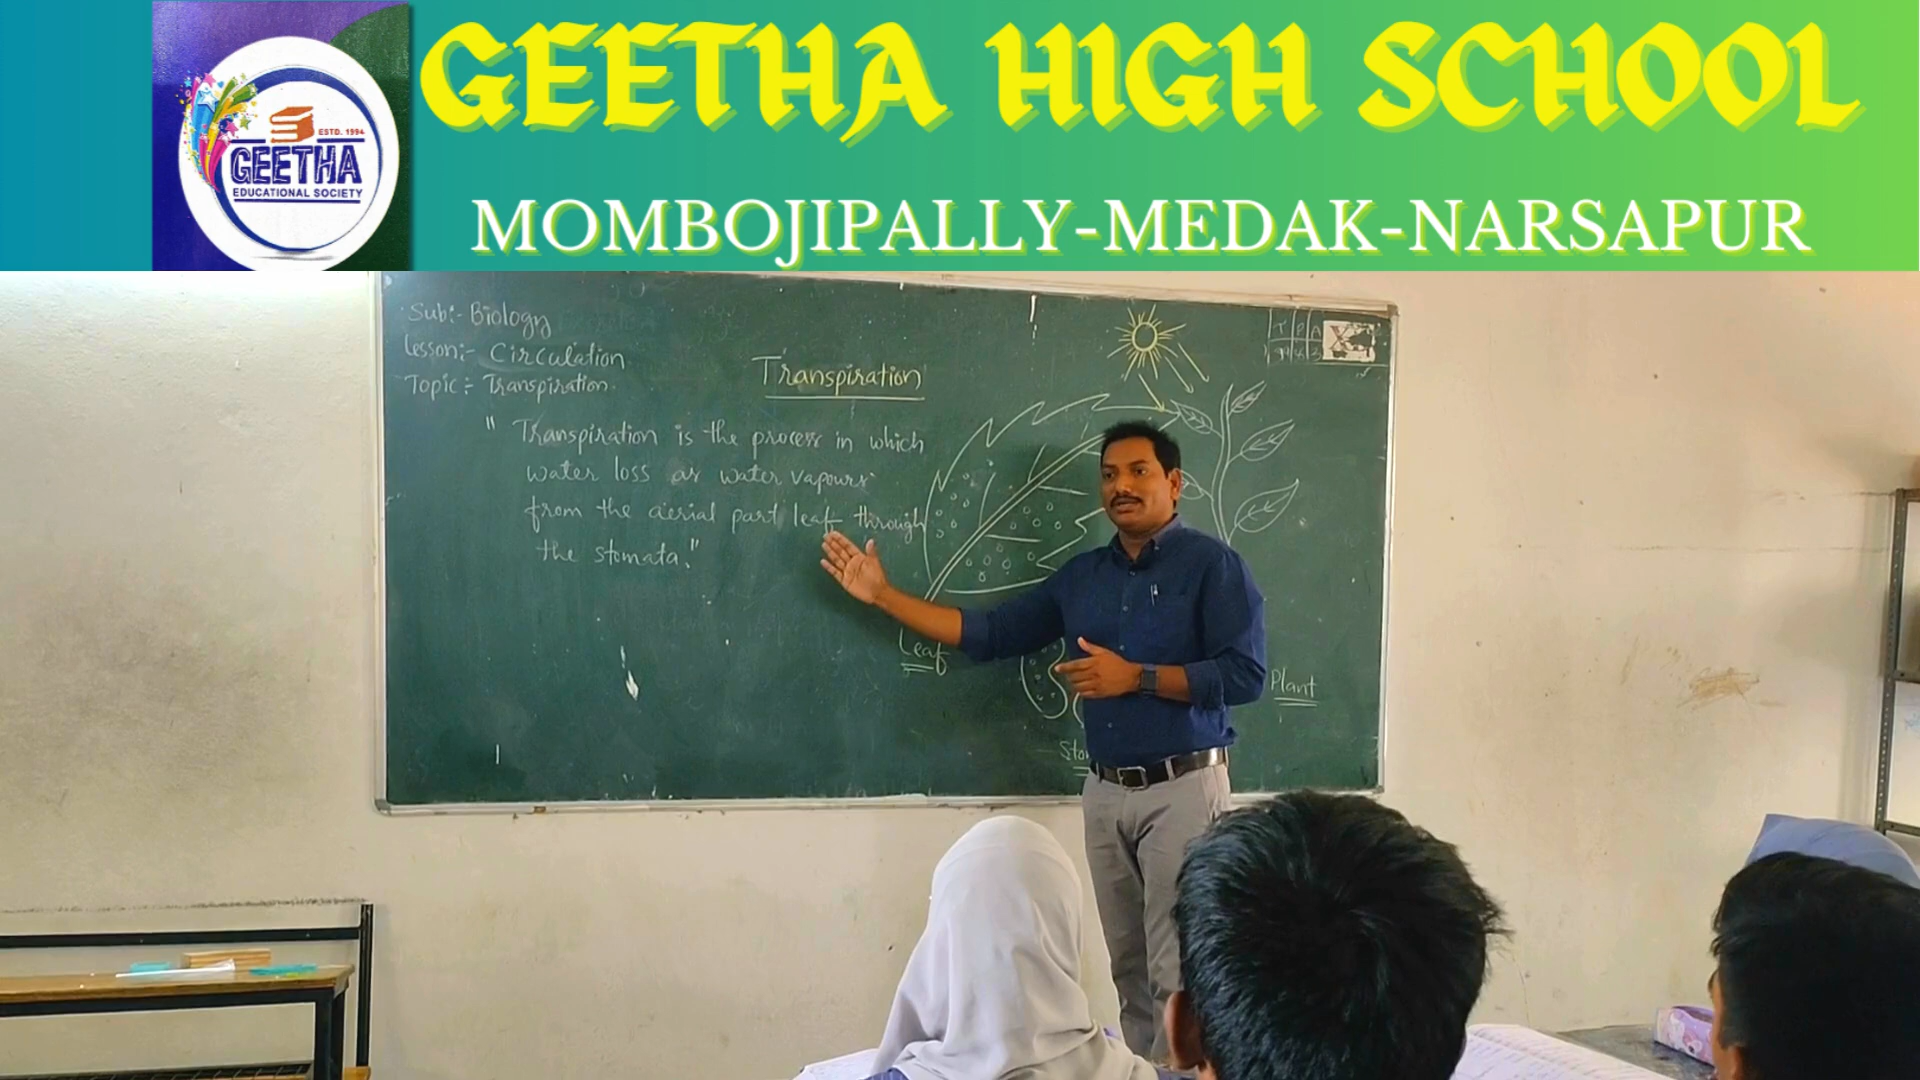 GEETHA HIGH SCHOOL
ESTD. 1994
GEETHA
EDUCATIONAL SOCIETY
MOMBOJIPALLY-MEDAK-NARSAPUR
Sub:- Biology
Lesson:- Circulation
Topic:- Transpiration.
Transpiration
" Transpiration is the process in which
water loss as water vapours
from the aerial part leaf through
the stomata."
T P A
Leaf
Plant